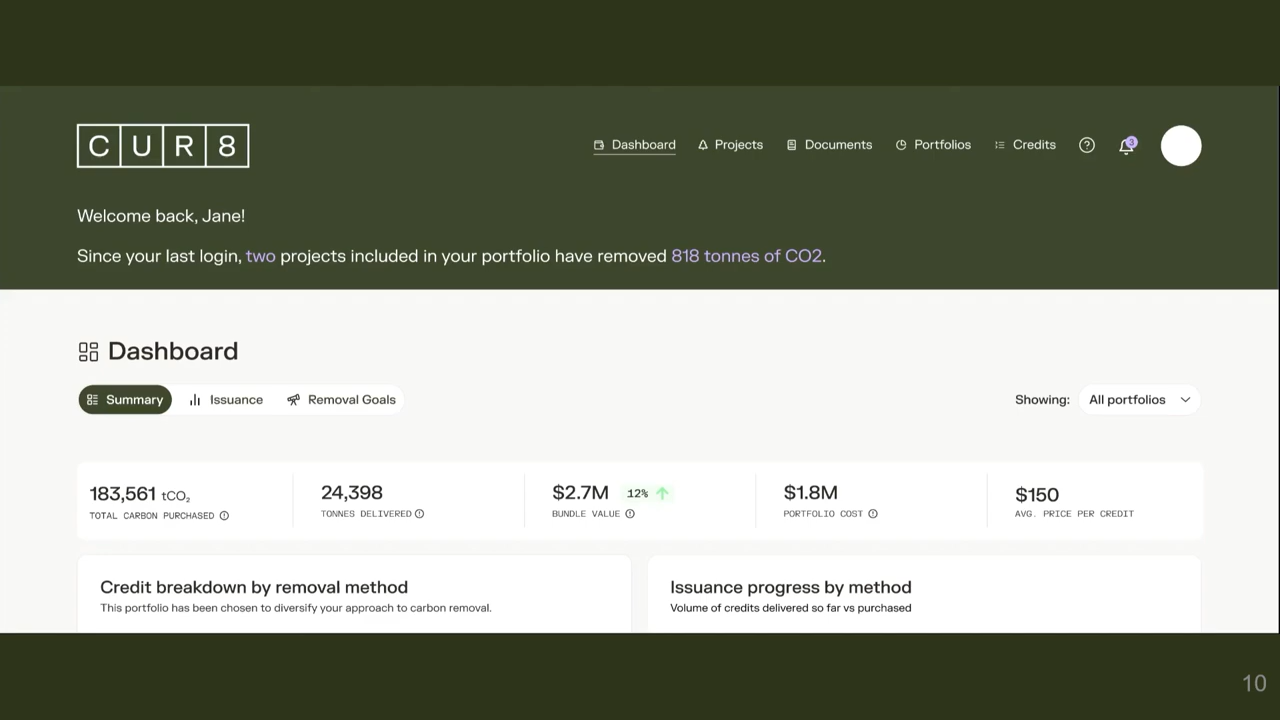 CUR8
Dashboard Projects Documents Portfolios Credits 3
Welcome back, Jane!
Since your last login, two projects included in your portfolio have removed 818 tonnes of CO2.
Dashboard
Summary Issuance Removal Goals Showing: All portfolios
183,561 tCO₂ 24,398 $2.7M 12% $1.8M $150
TOTAL CARBON PURCHASED TONNES DELIVERED BUNDLE VALUE PORTFOLIO COST AVG. PRICE PER CREDIT
Credit breakdown by removal method
This portfolio has been chosen to diversify your approach to carbon removal.
Issuance progress by method
Volume of credits delivered so far vs purchased
10